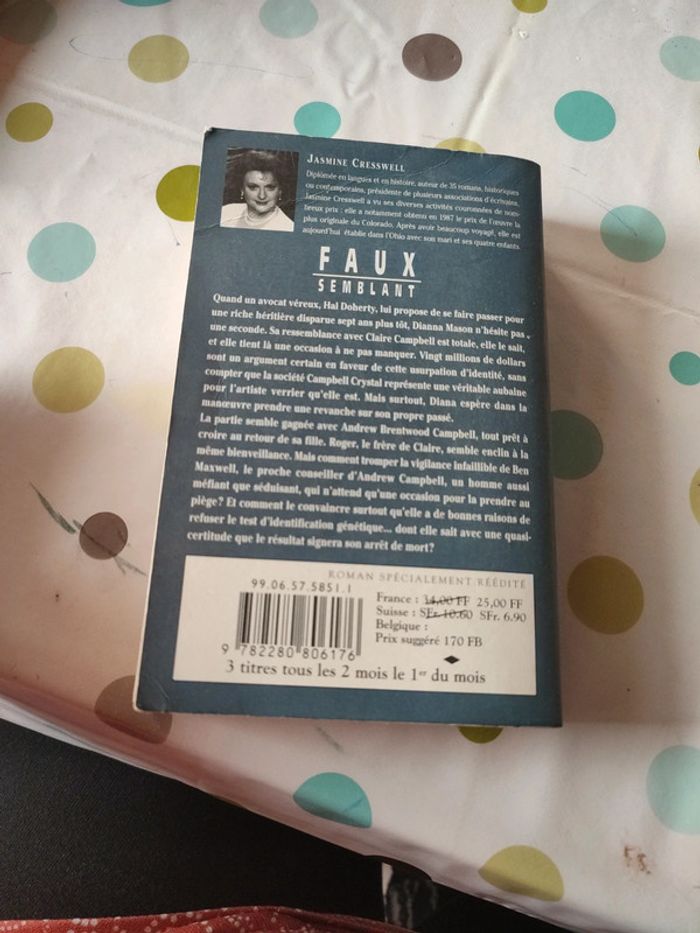 JASMINE CRESSWELL
Diplômée en langues et en histoire, auteur de 35 romans, historiques
ou contemporains, présidente de plusieurs associations d'écrivains,
Jasmine Cresswell a vu ses diverses activités couronnées de nom-
breux prix : elle a notamment obtenu en 1987 le prix de l'œuvre la
plus originale du Colorado. Après avoir beaucoup voyagé, elle est
aujourd'hui établie dans l'Ohio avec son mari et ses quatre enfants.
FAUX
SEMBLANT
Quand un avocat véreux, Hal Doherty, lui propose de se faire passer pour
une riche héritière disparue sept ans plus tôt, Dianna Mason n'hésite pas
une seconde. Sa ressemblance avec Claire Campbell est totale, elle le sait,
et elle tient là une occasion à ne pas manquer. Vingt millions de dollars
sont un argument certain en faveur de cette usurpation d'identité, sans
compter que la société Campbell Crystal représente une véritable aubaine
pour l'artiste verrier qu'elle est. Mais surtout, Diana espère dans la
manœuvre prendre une revanche sur son propre passé.
La partie semble gagnée avec Andrew Brentwood Campbell, tout prêt à
croire au retour de sa fille. Roger, le frère de Claire, semble enclin à la
même bienveillance. Mais comment tromper la vigilance infaillible de Ben
Maxwell, le proche conseiller d'Andrew Campbell, un homme aussi
méfiant que séduisant, qui n'attend qu'une occasion pour la prendre au
piège? Et comment le convaincre surtout qu'elle a de bonnes raisons de
refuser le test d'identification génétique... dont elle sait avec une quasi-
certitude que le résultat signera son arrêt de mort?
ROMAN SPÉCIALEMENT RÉÉDITÉ
99.06.57.5851.1
France : 34,00 FF 25,00 FF
Suisse : SFr. 10.60 SFr. 6.90
Belgique :
Prix suggéré 170 FB
9 782280 806176
3 titres tous les 2 mois le 1er du mois